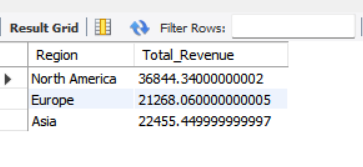 Result Grid Filter Rows:
Region Total_Revenue
North America 36844.34000000002
Europe 21268.060000000005
Asia 22455.449999999997